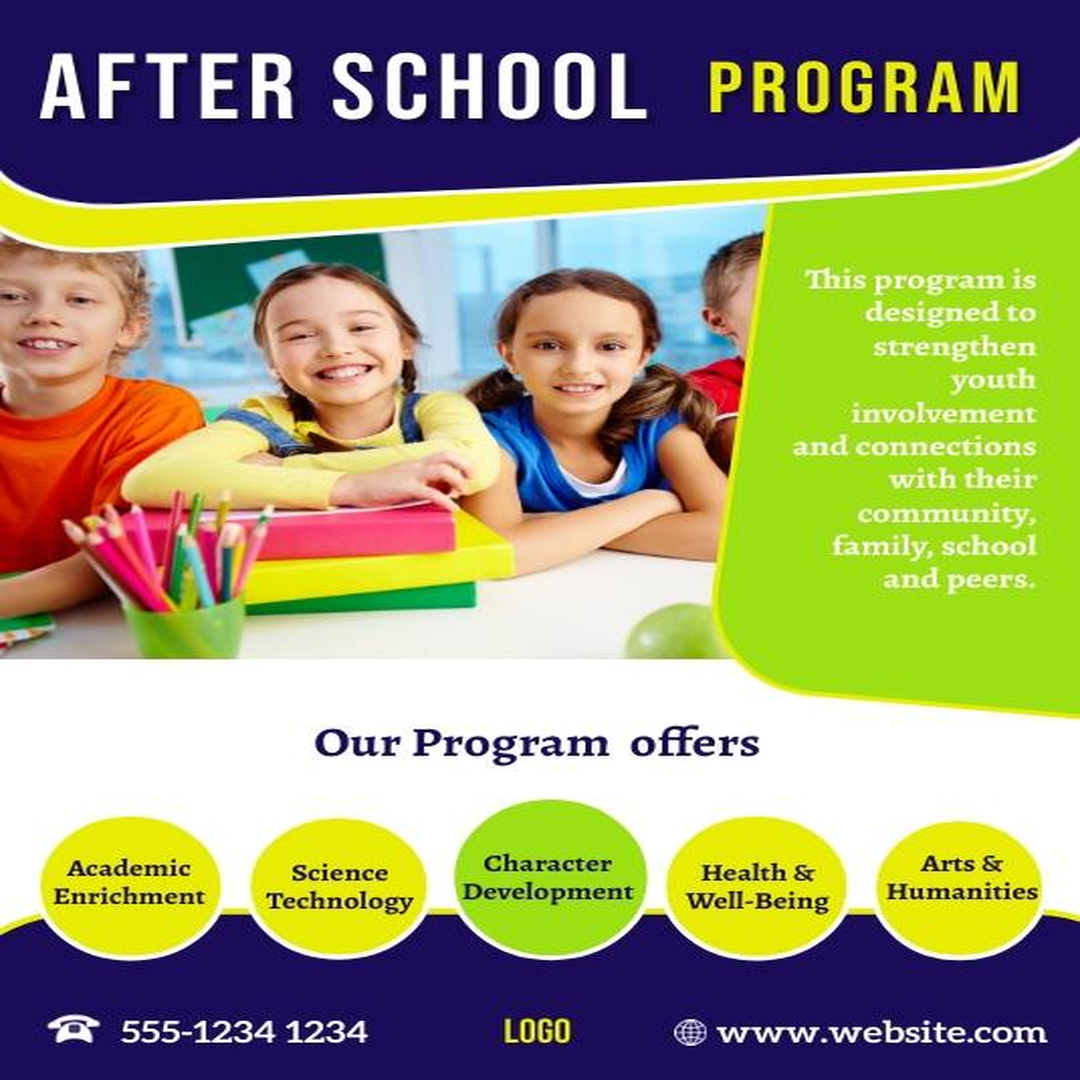 AFTER SCHOOL PROGRAM
This program is
designed to
strengthen
youth
involvement
and connections
with their
community,
family, school
and peers.
Our Program offers
Academic
Enrichment
Science
Technology
Character
Development
Health &
Well-Being
Arts &
Humanities
555-1234 1234
LOGO
www.website.com